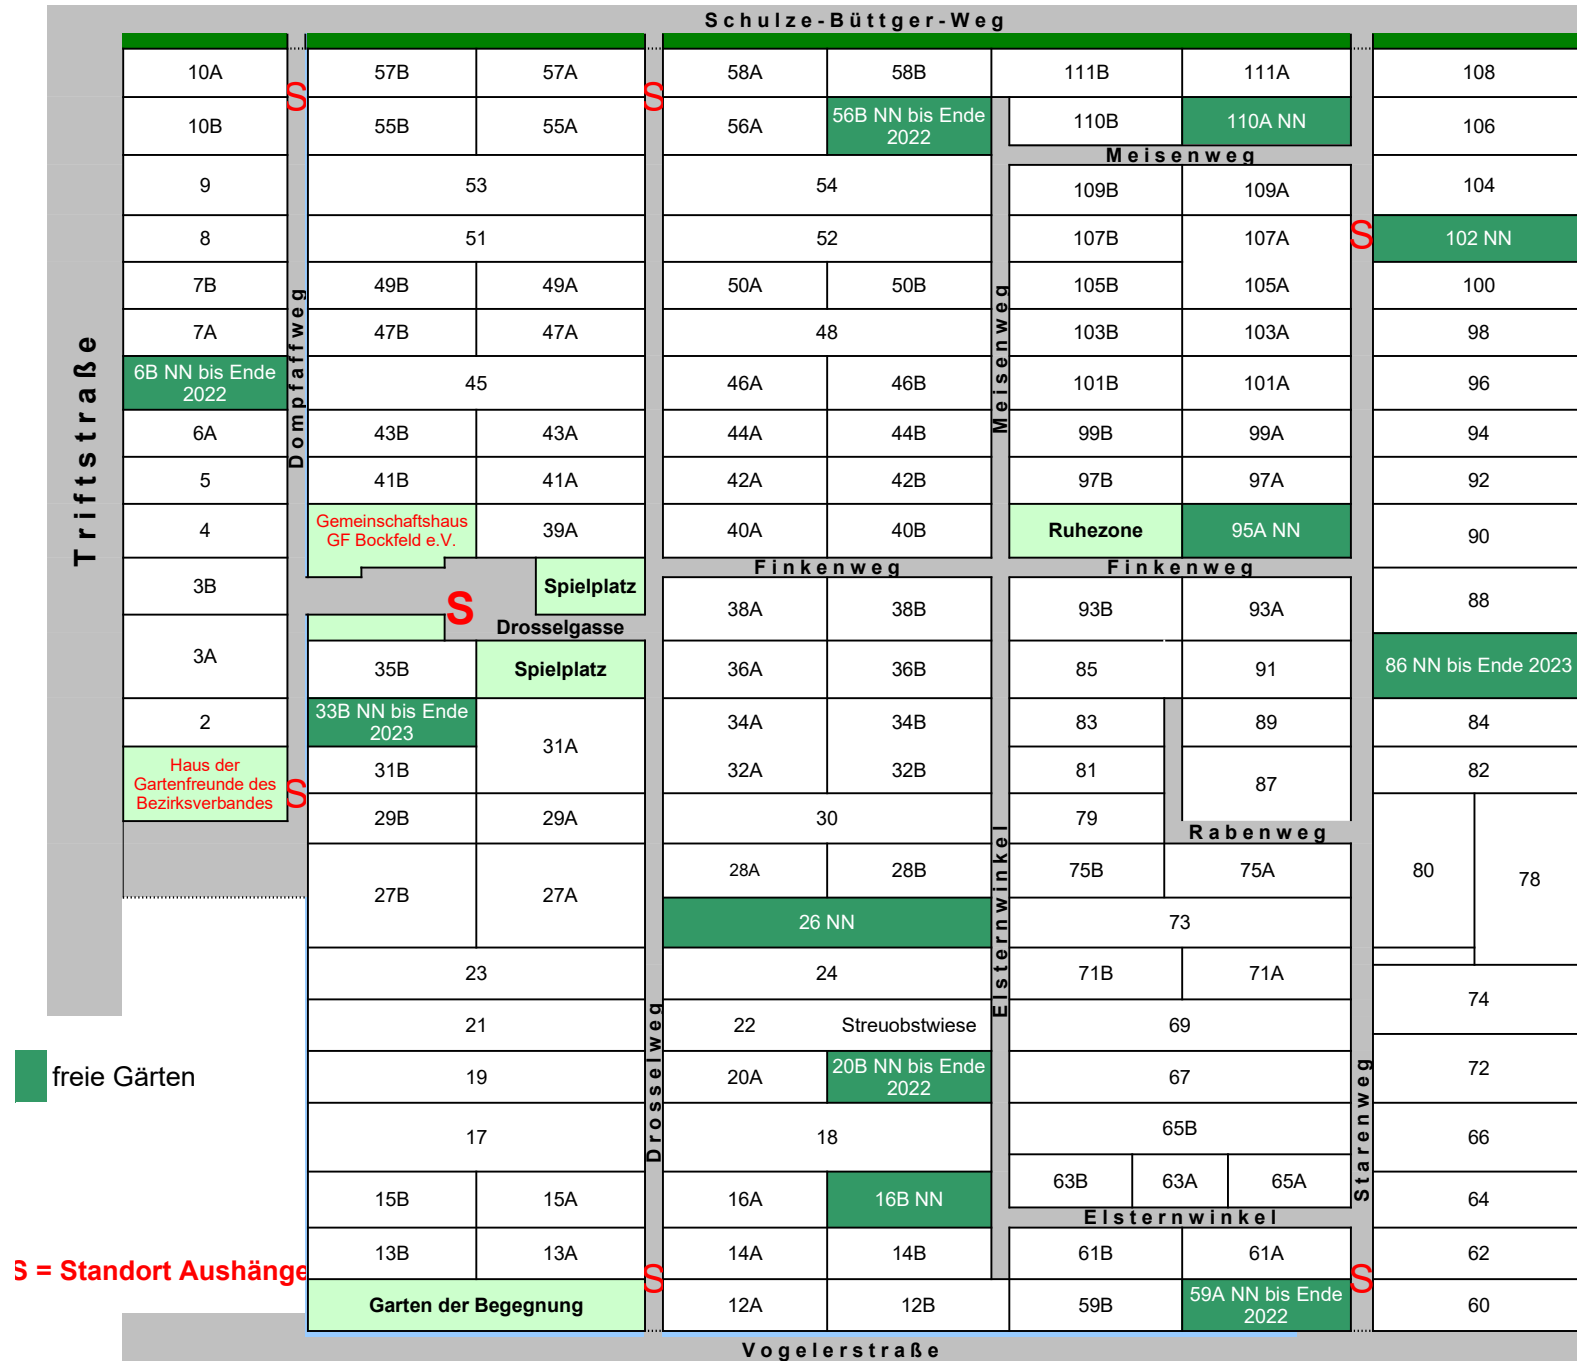 Schulze-Büttger-Weg
10A 57B 57A 58A 58B 111B 111A 108
S S
10B 55B 55A 56A 56B NN bis Ende 110B 110A NN 106
2022
Meisenweg
9 53 54 109B 109A 104
8 51 52 107B 107A S 102 NN
7B 49B 49A 50A 50B 105B 105A 100
7A 47B 47A 48 103B 103A 98
6B NN bis Ende 45 46A 46B 101B 101A 96
2022
6A 43B 43A 44A 44B 99B 99A 94
5 41B 41A 42A 42B 97B 97A 92
Triftstraße
Dompfaffweg
Meisenweg
4 Gemeinschaftshaus 39A 40A 40B Ruhezone 95A NN 90
GF Bockfeld e.V.
Finkenweg Finkenweg
3B Spielplatz 38A 38B 93B 93A 88
S
Drosselgasse
3A 35B Spielplatz 36A 36B 85 91 86 NN bis Ende 2023
2 33B NN bis Ende 31A 34A 34B 83 89 84
2023
Haus der 31B 32A 32B 81 87 82
Gartenfreunde des
Bezirksverbandes S
29B 29A 30 79
Rabenweg
27B 27A 28A 28B 75B 75A 80 78
26 NN 73
23 24 71B 71A
Elsternwinkel
74
21 22 Streuobstwiese 69
freie Gärten
19 20A 20B NN bis Ende 67 72
2022
Drosselweg
Starenweg
17 18 65B 66
63B 63A 65A
15B 15A 16A 16B NN 64
Elsternwinkel
13B 13A 14A 14B 61B 61A 62
S = Standort Aushänge S S
Garten der Begegnung 12A 12B 59B 59A NN bis Ende 60
2022
Vogelerstraße